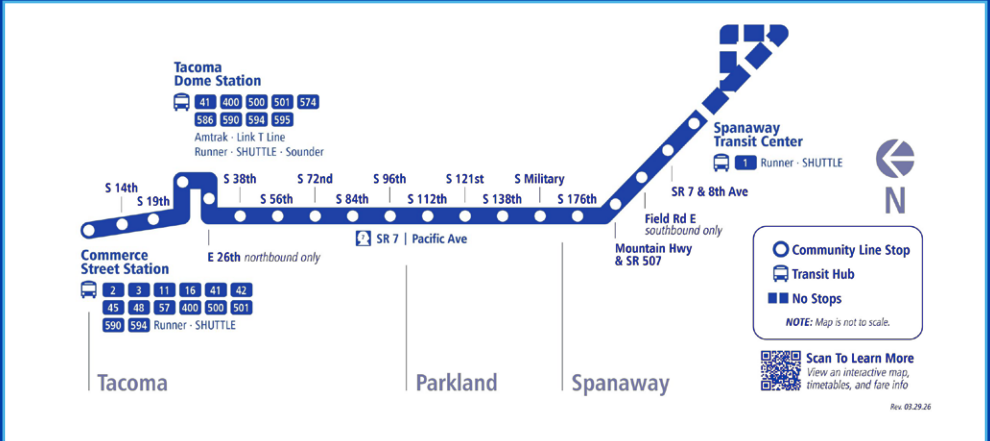 Tacoma
Dome Station
41 400 500 501 574
586 590 594 595
Amtrak · Link T Line
Runner · SHUTTLE · Sounder
Spanaway
Transit Center
1 Runner · SHUTTLE
N
S 14th
S 19th
S 38th
S 56th
S 72nd
S 84th
S 96th
S 112th
S 121st
S 138th
S Military
S 176th
SR 7 & 8th Ave
Field Rd E
southbound only
Mountain Hwy
& SR 507
SR 7 | Pacific Ave
E 26th northbound only
Commerce
Street Station
2 3 11 16 41 42
45 48 57 400 500 501
590 594 Runner · SHUTTLE
Community Line Stop
Transit Hub
No Stops
NOTE: Map is not to scale.
Scan To Learn More
View an interactive map,
timetables, and fare info
Tacoma
Parkland
Spanaway
Rev. 03.29.26